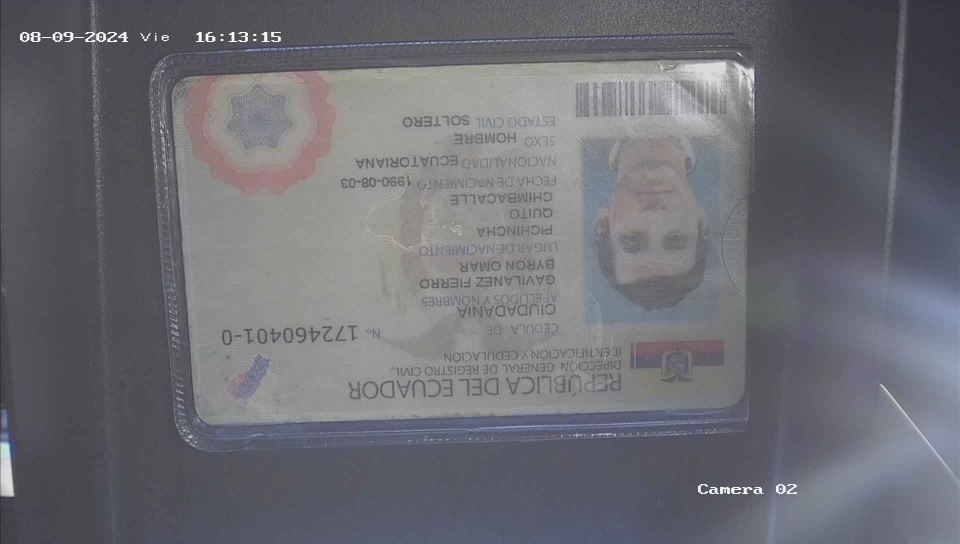 08-09-2024 Vie 16:13:15
REPÚBLICA DEL ECUADOR
DIRECCIÓN GENERAL DE REGISTRO CIVIL,
IDENTIFICACIÓN Y CEDULACIÓN
CÉDULA DE No. 172460401-0
CIUDADANÍA
APELLIDOS Y NOMBRES
GAVILANEZ FIERRO
BYRON OMAR
LUGAR DE NACIMIENTO
PICHINCHA
QUITO
CHIMBACALLE
FECHA DE NACIMIENTO 1990-08-03
NACIONALIDAD ECUATORIANA
SEXO HOMBRE
ESTADO CIVIL SOLTERO
Camera 02